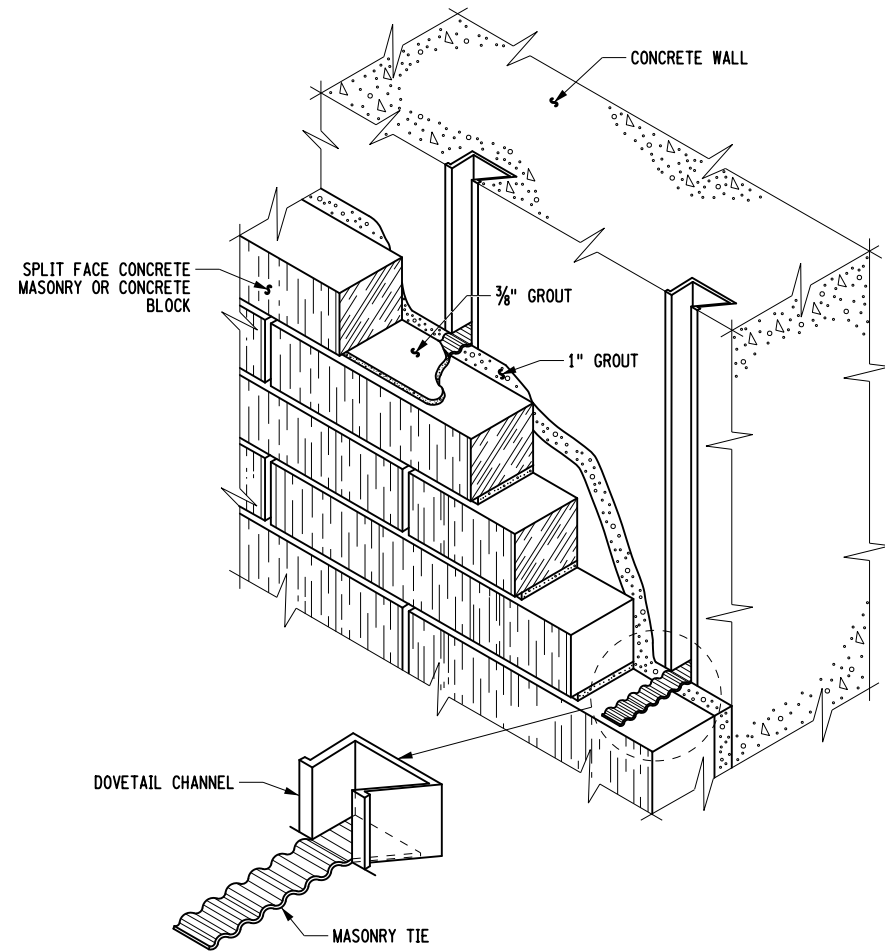 CONCRETE WALL
SPLIT FACE CONCRETE
MASONRY OR CONCRETE
BLOCK
⅜" GROUT
1" GROUT
DOVETAIL CHANNEL
MASONRY TIE